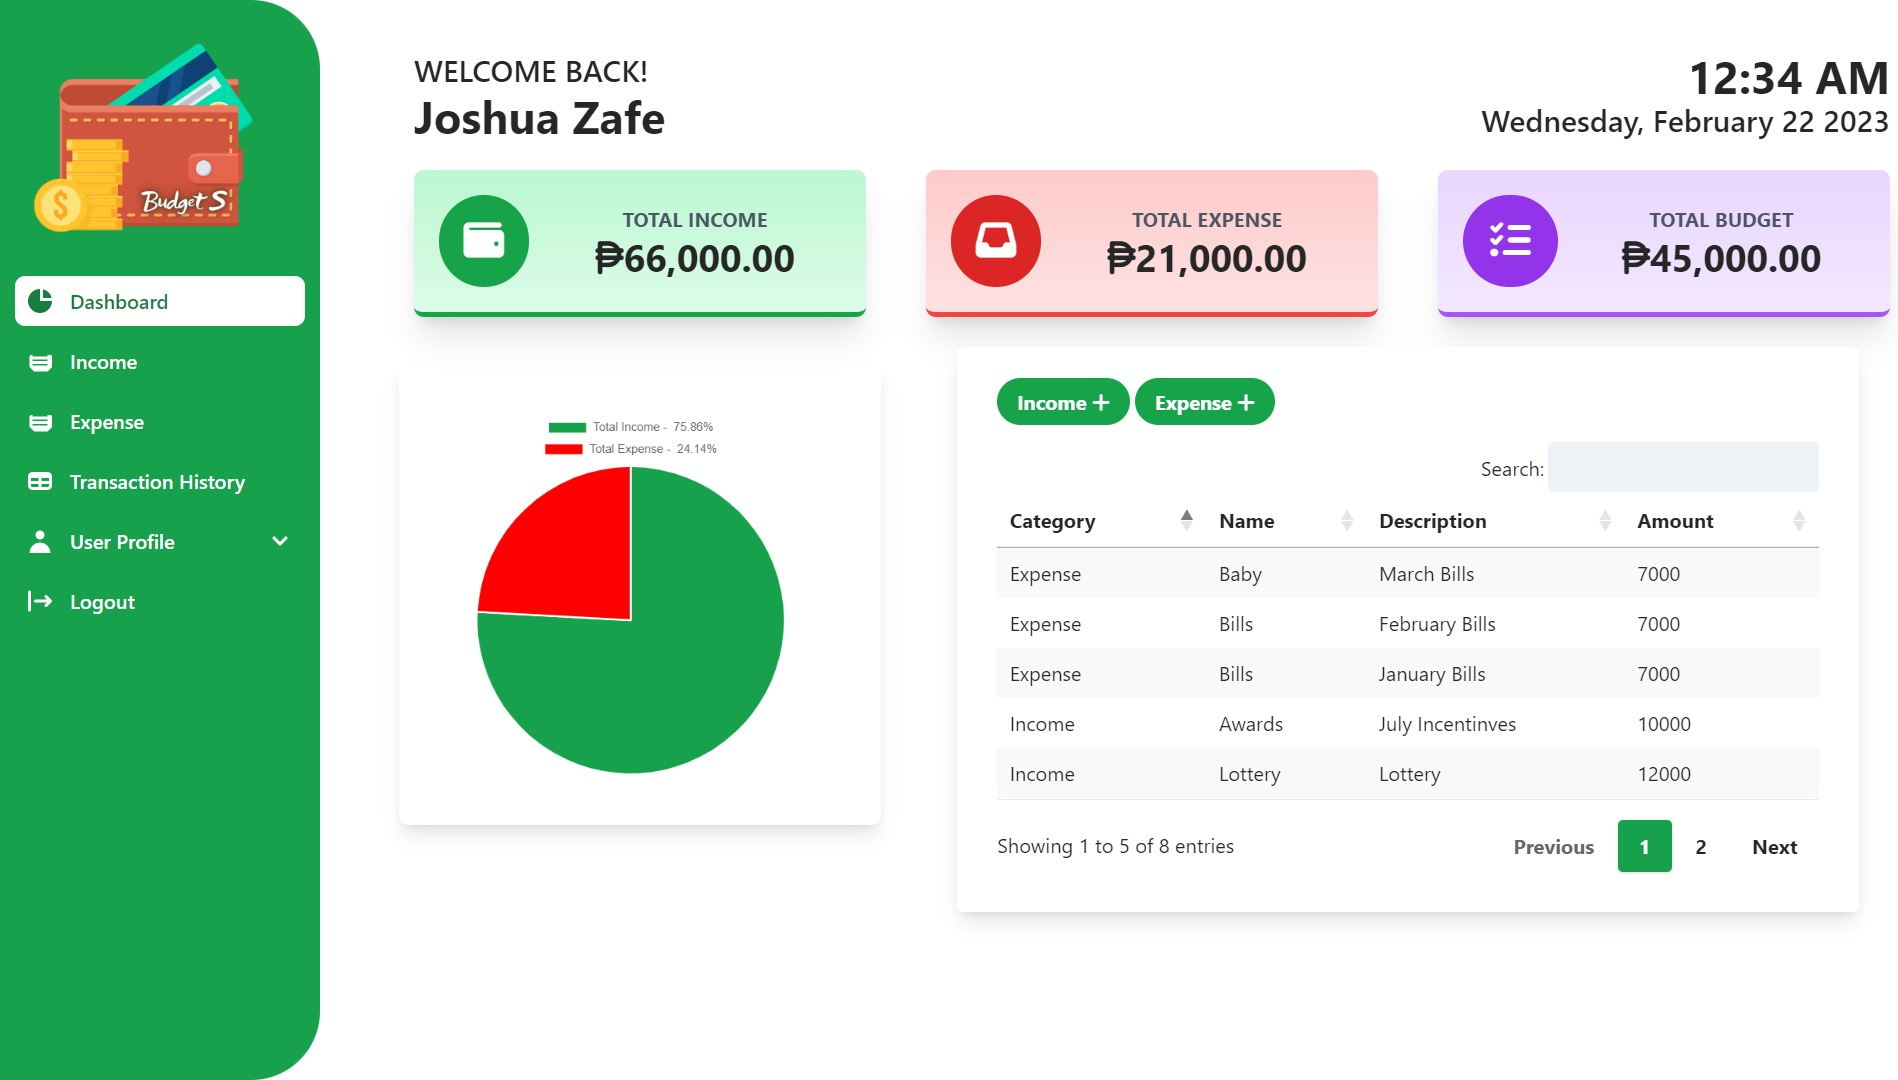 Budget S
Dashboard
Income
Expense
Transaction History
User Profile
Logout
WELCOME BACK!
Joshua Zafe
12:34 AM
Wednesday, February 22 2023
TOTAL INCOME
₱66,000.00
TOTAL EXPENSE
₱21,000.00
TOTAL BUDGET
₱45,000.00
Total Income - 75.86%
Total Expense - 24.14%
Income +
Expense +
Search:
Category Name Description Amount
Expense Baby March Bills 7000
Expense Bills February Bills 7000
Expense Bills January Bills 7000
Income Awards July Incentinves 10000
Income Lottery Lottery 12000
Showing 1 to 5 of 8 entries
Previous 1 2 Next